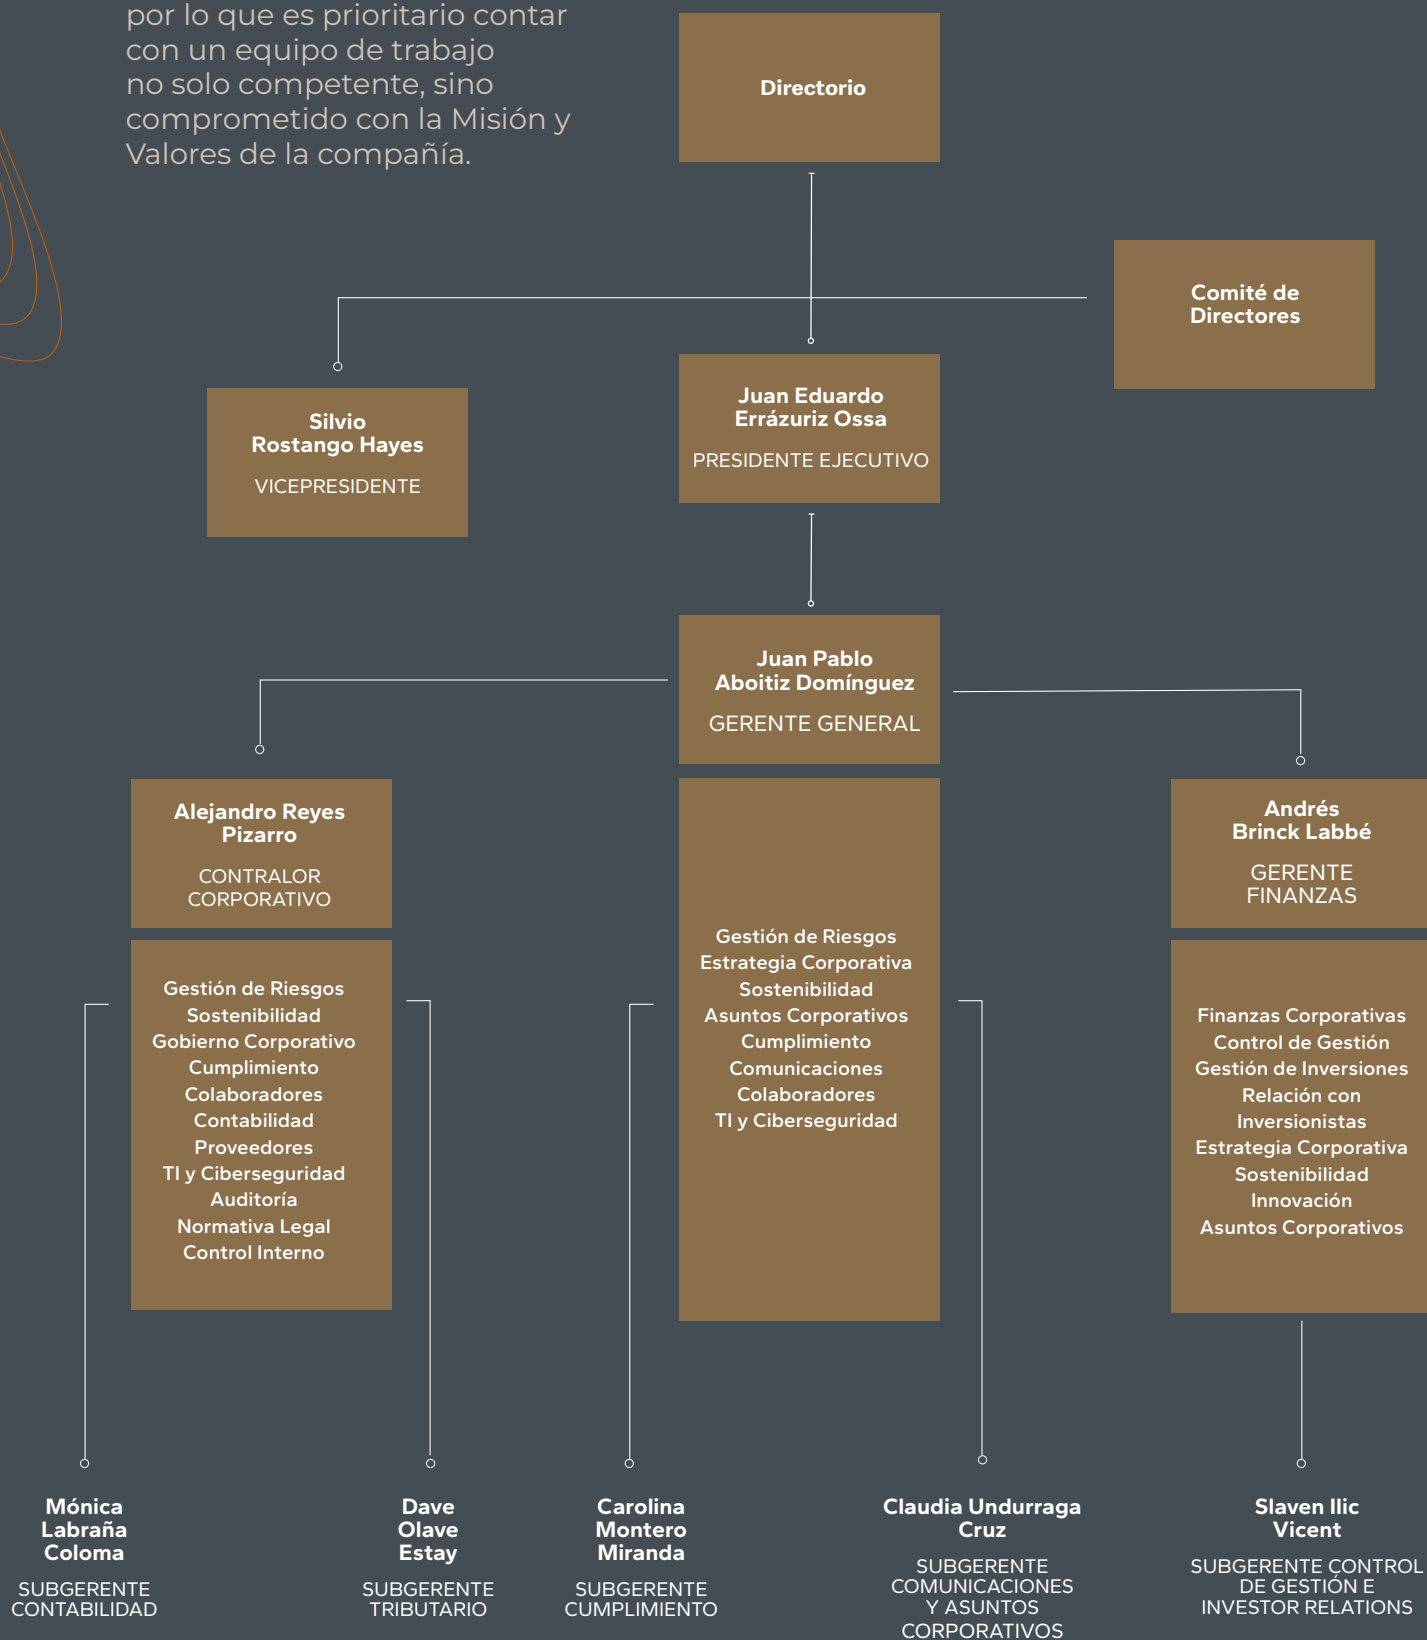 por lo que es prioritario contar
con un equipo de trabajo
no solo competente, sino
comprometido con la Misión y
Valores de la compañía.
Directorio
Comité de
Directores
Silvio
Rostango Hayes
VICEPRESIDENTE
Juan Eduardo
Errázuriz Ossa
PRESIDENTE EJECUTIVO
Juan Pablo
Aboitiz Domínguez
GERENTE GENERAL
Alejandro Reyes
Pizarro
CONTRALOR
CORPORATIVO
Gestión de Riesgos
Sostenibilidad
Gobierno Corporativo
Cumplimiento
Colaboradores
Contabilidad
Proveedores
TI y Ciberseguridad
Auditoría
Normativa Legal
Control Interno
Gestión de Riesgos
Estrategia Corporativa
Sostenibilidad
Asuntos Corporativos
Cumplimiento
Comunicaciones
Colaboradores
TI y Ciberseguridad
Andrés
Brinck Labbé
GERENTE
FINANZAS
Finanzas Corporativas
Control de Gestión
Gestión de Inversiones
Relación con
Inversionistas
Estrategia Corporativa
Sostenibilidad
Innovación
Asuntos Corporativos
Mónica
Labraña
Coloma
SUBGERENTE
CONTABILIDAD
Dave
Olave
Estay
SUBGERENTE
TRIBUTARIO
Carolina
Montero
Miranda
SUBGERENTE
CUMPLIMIENTO
Claudia Undurraga
Cruz
SUBGERENTE
COMUNICACIONES
Y ASUNTOS
CORPORATIVOS
Slaven Ilic
Vicent
SUBGERENTE CONTROL
DE GESTIÓN E
INVESTOR RELATIONS